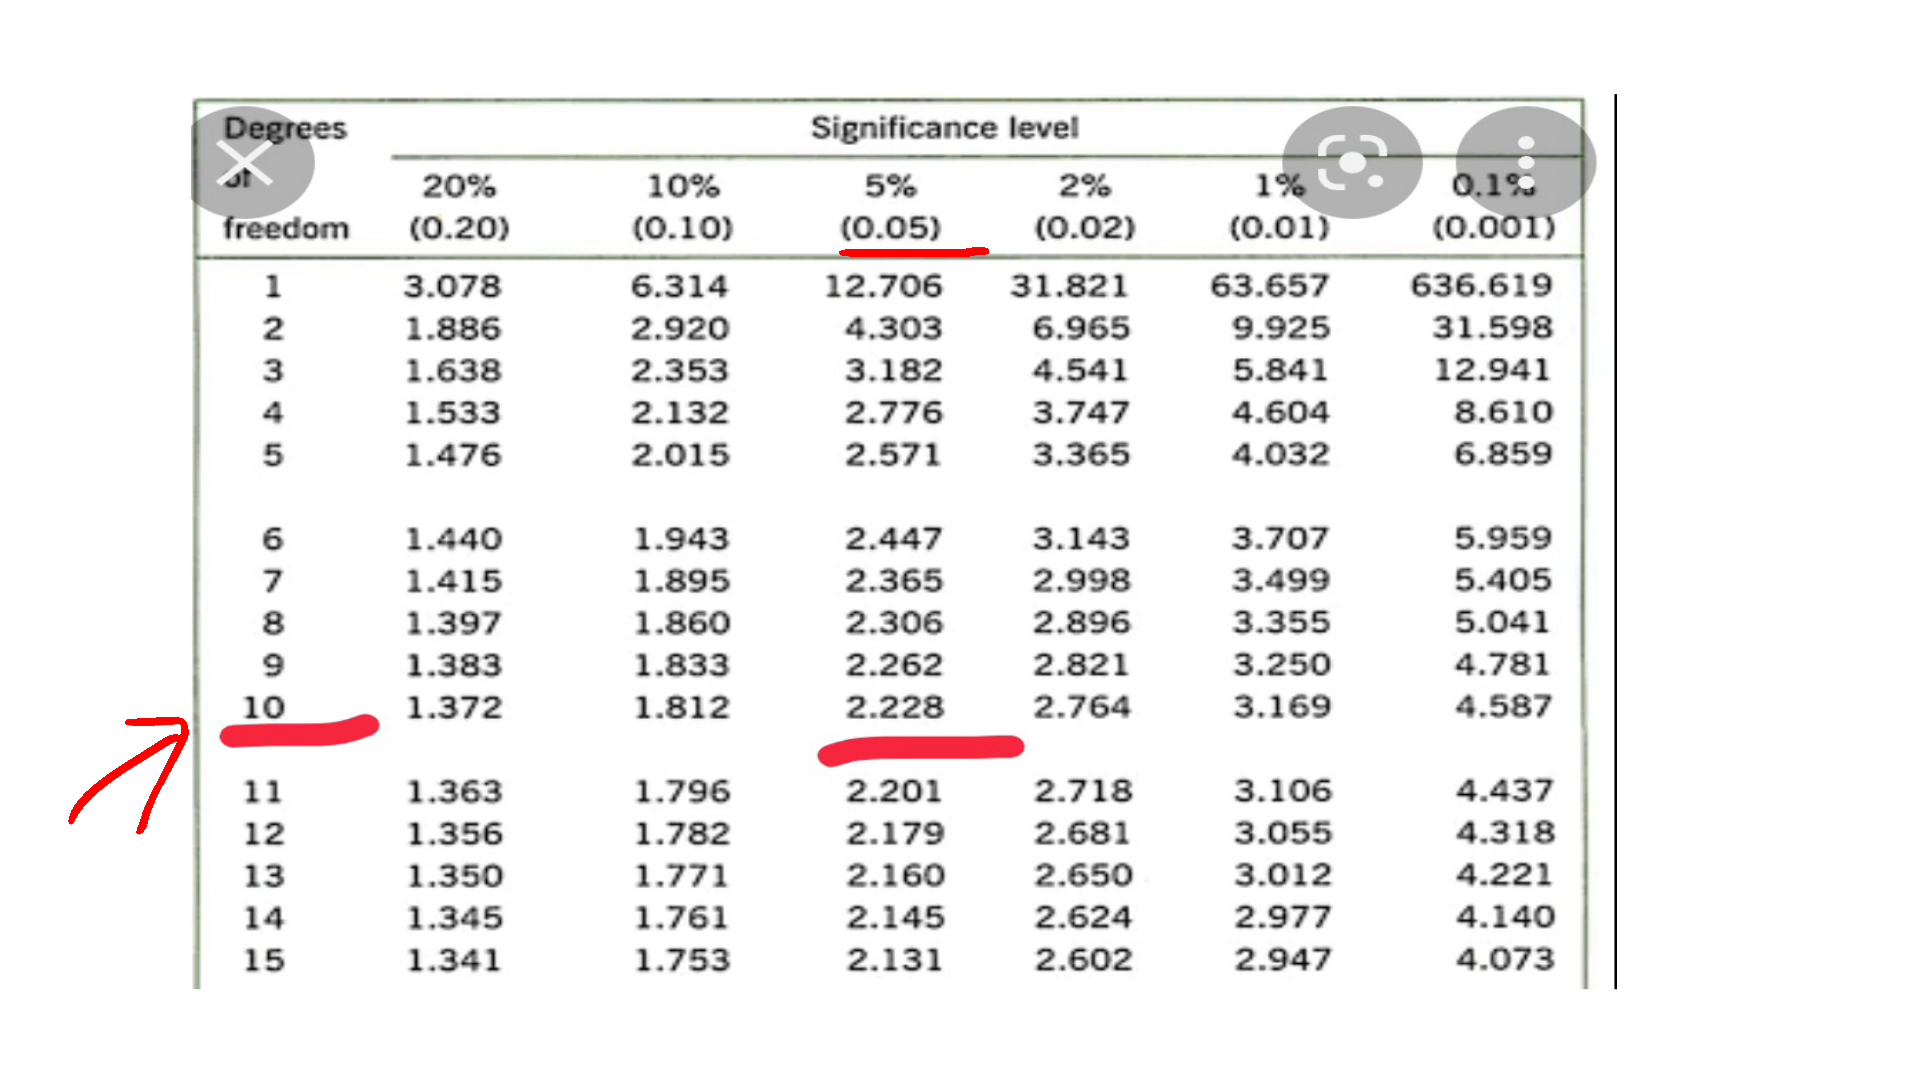 Degrees Significance level
of 20% 10% 5% 2% 1% 0.1%
freedom (0.20) (0.10) (0.05) (0.02) (0.01) (0.001)
1 3.078 6.314 12.706 31.821 63.657 636.619
2 1.886 2.920 4.303 6.965 9.925 31.598
3 1.638 2.353 3.182 4.541 5.841 12.941
4 1.533 2.132 2.776 3.747 4.604 8.610
5 1.476 2.015 2.571 3.365 4.032 6.859
6 1.440 1.943 2.447 3.143 3.707 5.959
7 1.415 1.895 2.365 2.998 3.499 5.405
8 1.397 1.860 2.306 2.896 3.355 5.041
9 1.383 1.833 2.262 2.821 3.250 4.781
10 1.372 1.812 2.228 2.764 3.169 4.587
11 1.363 1.796 2.201 2.718 3.106 4.437
12 1.356 1.782 2.179 2.681 3.055 4.318
13 1.350 1.771 2.160 2.650 3.012 4.221
14 1.345 1.761 2.145 2.624 2.977 4.140
15 1.341 1.753 2.131 2.602 2.947 4.073